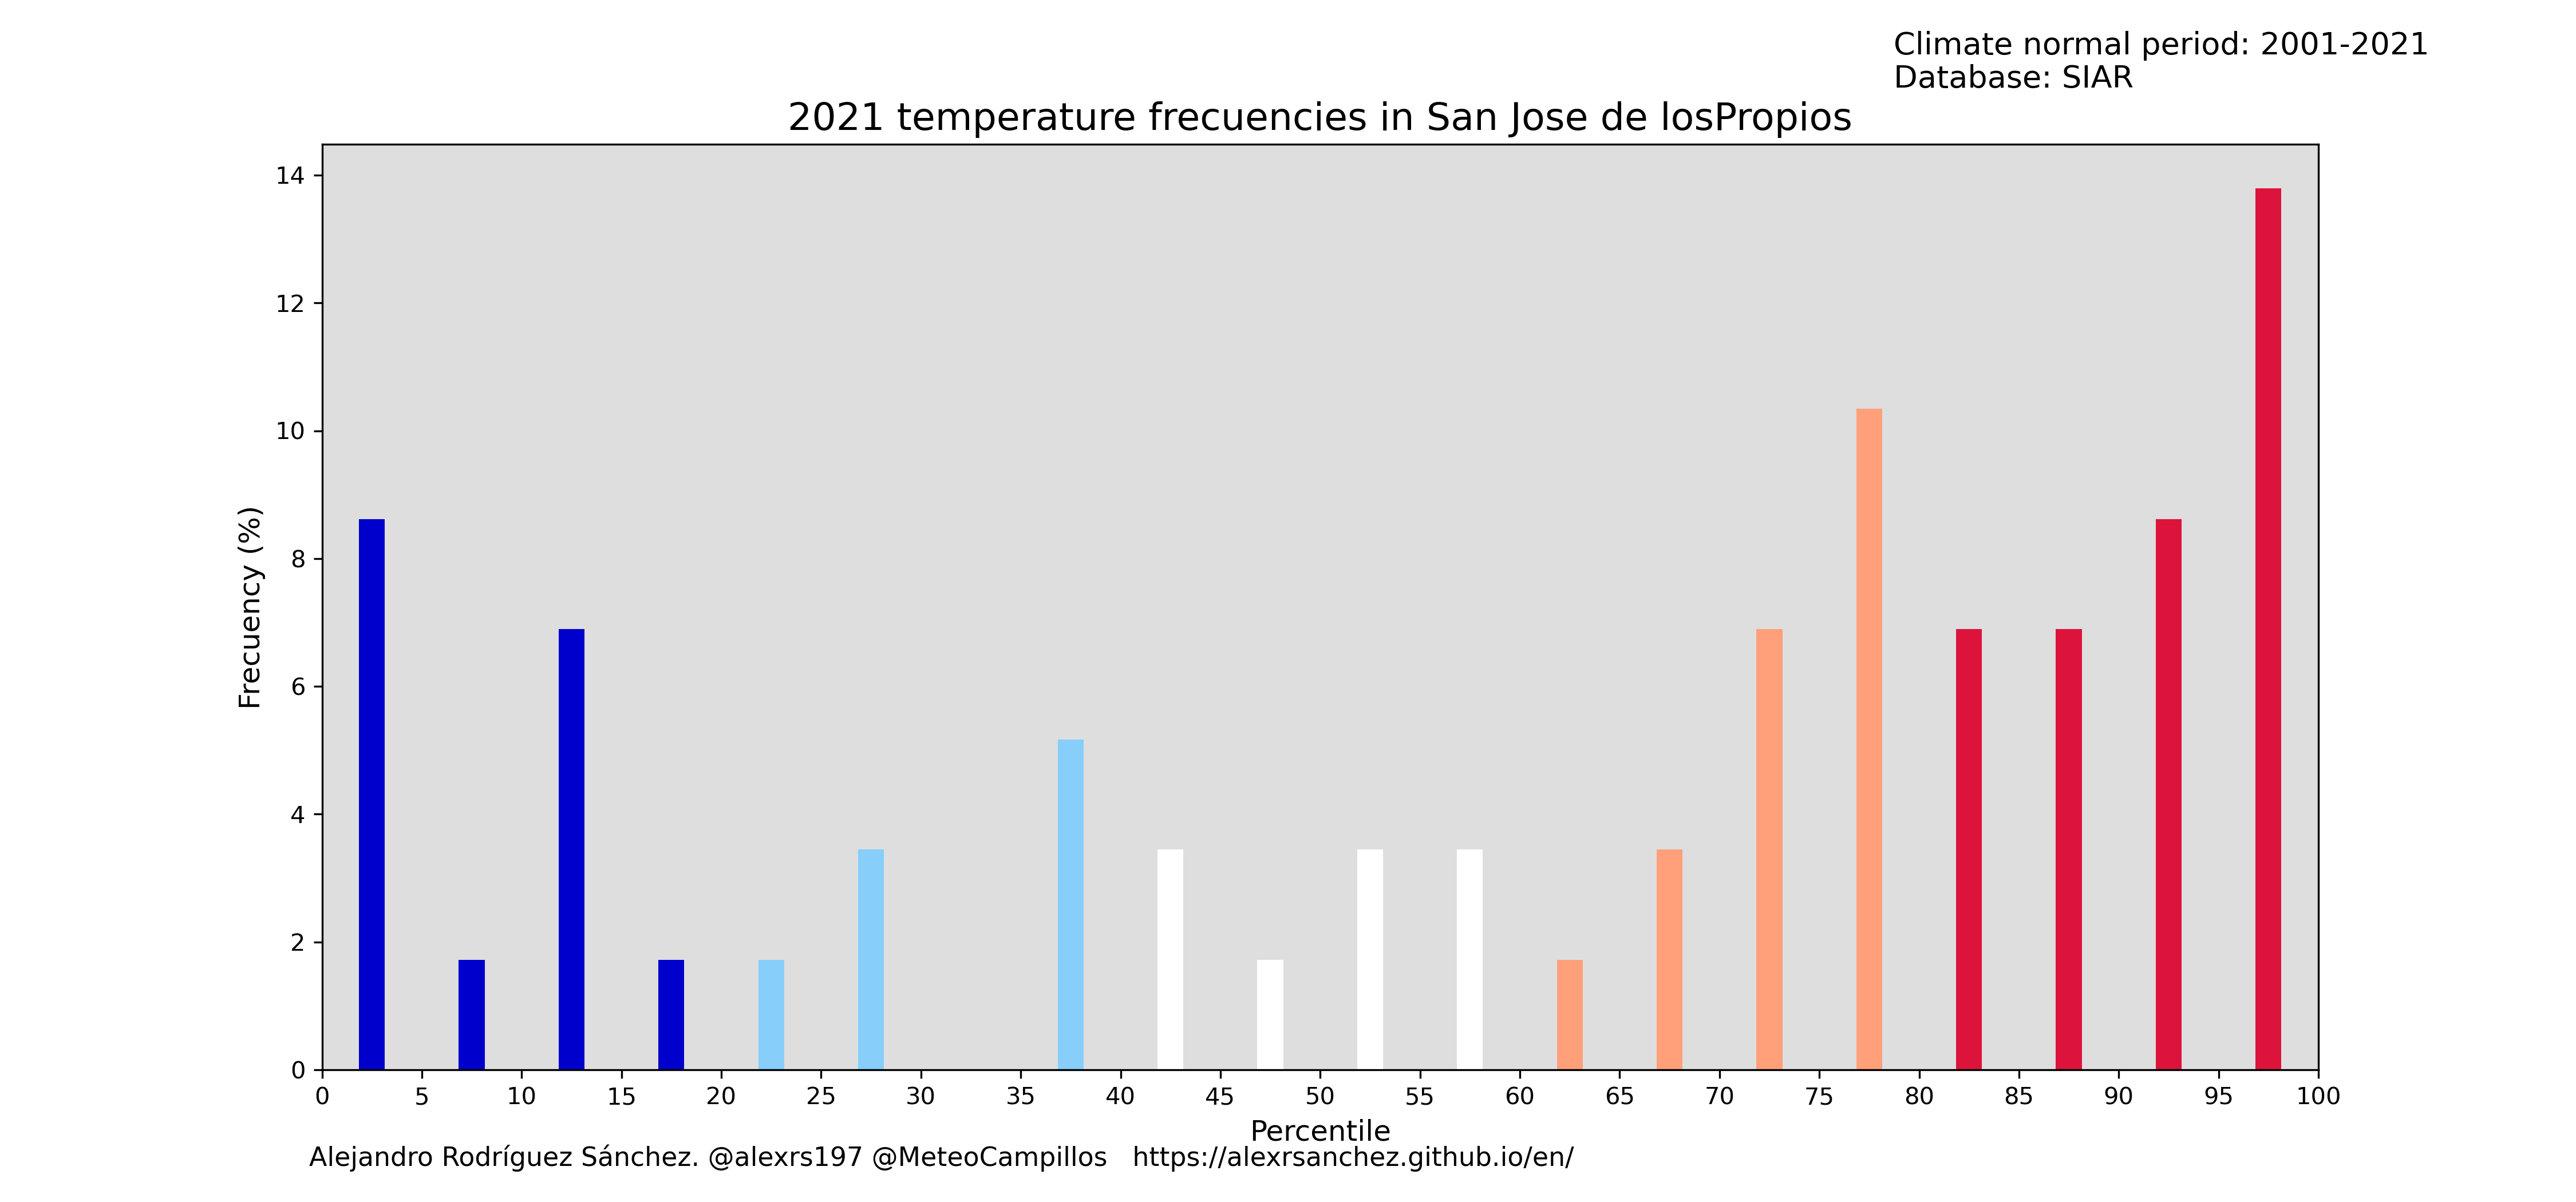 Climate normal period: 2001-2021
Database: SIAR
2021 temperature frecuencies in San Jose de losPropios
14
12
10
8
6
4
2
0
Frecuency (%)
0 5 10 15 20 25 30 35 40 45 50 55 60 65 70 75 80 85 90 95 100
Percentile
Alejandro Rodríguez Sánchez. @alexrs197 @MeteoCampillos https://alexrsanchez.github.io/en/